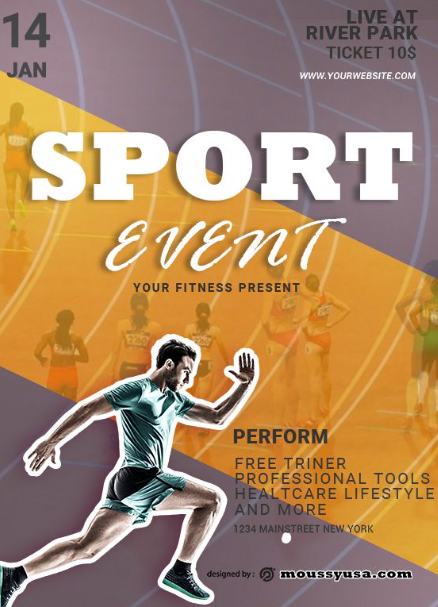 14
JAN
LIVE AT
RIVER PARK
TICKET 10$
WWW.YOURWEBSITE.COM
SPORT
EVENT
YOUR FITNESS PRESENT
PERFORM
FREE TRINER
PROFESSIONAL TOOLS
HEALTCARE LIFESTYLE
AND MORE
1234 MAINSTREET NEW YORK
designed by : moussyusa.com